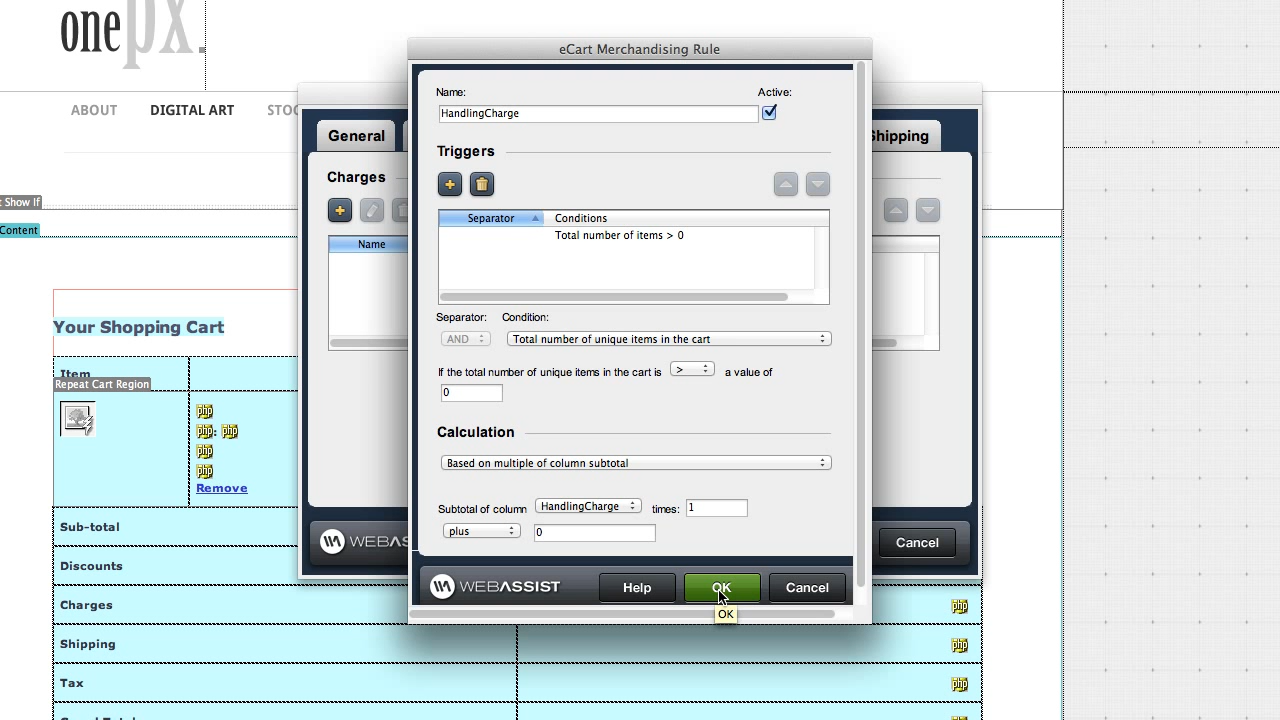 onepx.
ABOUT
DIGITAL ART
STOC
t Show If
Content
Your Shopping Cart
Item
Repeat Cart Region
php
php: php
php
php
Remove
Sub-total
Discounts
Charges
Shipping
Tax
php
php
php
General
Shipping
Charges
Name
WEBAS
Cancel
eCart Merchandising Rule
Name:
Active:
HandlingCharge
Triggers
Separator
Conditions
Total number of items > 0
Separator:
Condition:
AND
Total number of unique items in the cart
If the total number of unique items in the cart is > a value of
0
Calculation
Based on multiple of column subtotal
Subtotal of column HandlingCharge times: 1
plus 0
WEBASSIST
Help
OK
Cancel
OK